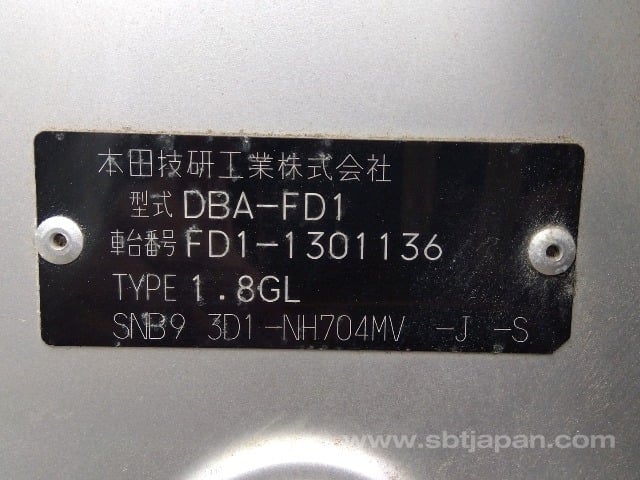 本田技研工業株式会社
型式 DBA-FD1
車台番号 FD1-1301136
TYPE 1.8GL
SNB9 3D1-NH704MV -J -S
www.sbtjapan.com